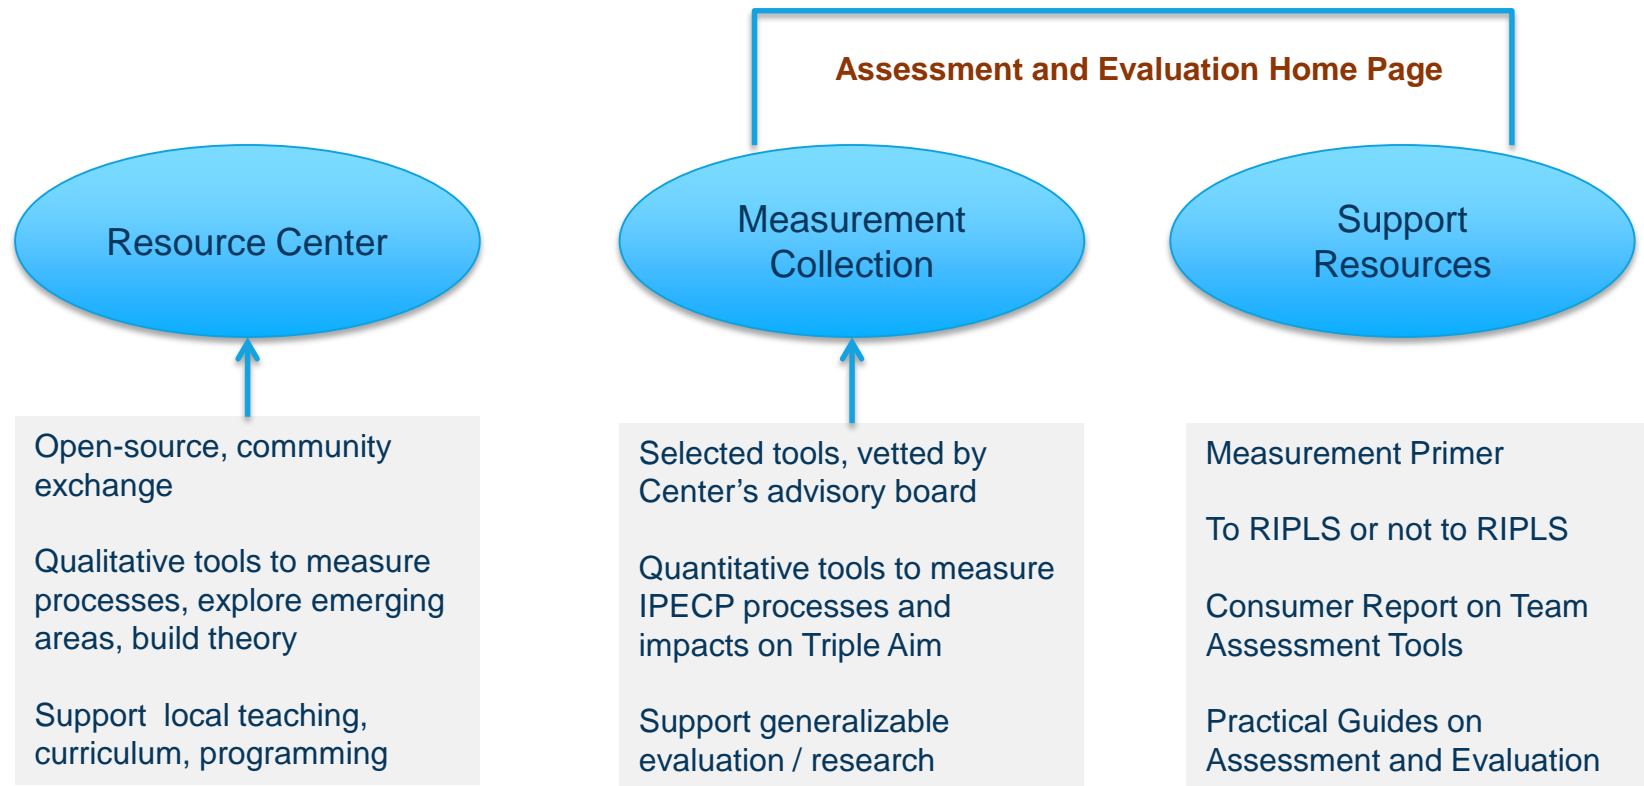 Assessment and Evaluation Home Page
Resource Center
Measurement
Collection
Support
Resources
Open-source, community
exchange
Qualitative tools to measure
processes, explore emerging
areas, build theory
Support  local teaching,
curriculum, programming
Selected tools, vetted by
Center’s advisory board
Quantitative tools to measure
IPECP processes and
impacts on Triple Aim
Support generalizable
evaluation / research
Measurement Primer
To RIPLS or not to RIPLS
Consumer Report on Team
Assessment Tools
Practical Guides on
Assessment and Evaluation